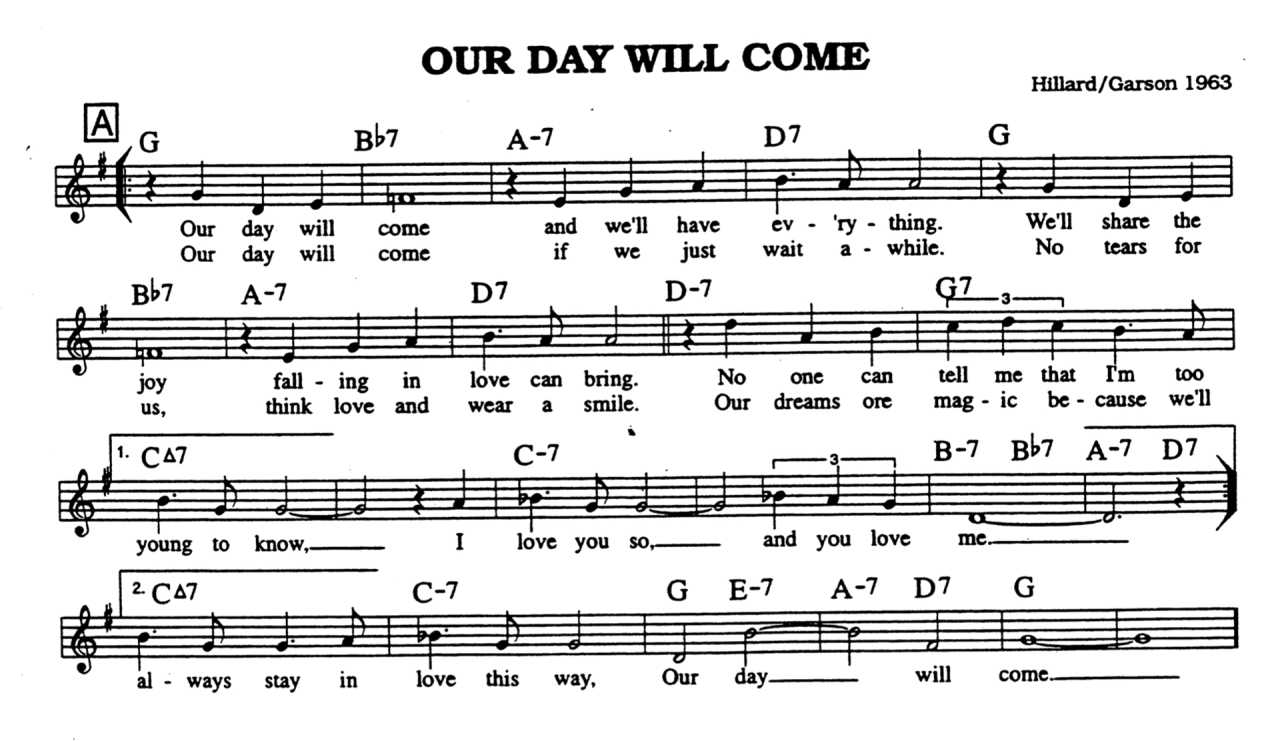 OUR DAY WILL COME
Hillard/Garson 1963
A
G B♭7 A-7 D7 G
Our day will come and we'll have ev - 'ry - thing. We'll share the
Our day will come if we just wait a - while. No tears for
B♭7 A-7 D7 D-7 G7
3
joy fall - ing in love can bring. No one can tell me that I'm too
us, think love and wear a smile. Our dreams ore mag - ic be - cause we'll
1. C∆7 C-7 B-7 B♭7 A-7 D7
3
young to know, I love you so, and you love me.
2. C∆7 C-7 G E-7 A-7 D7 G
al - ways stay in love this way, Our day will come.